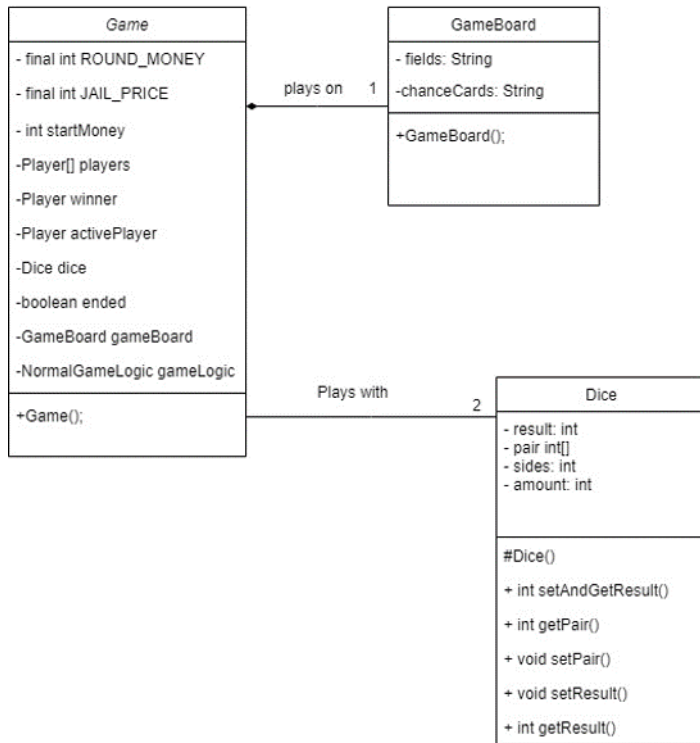 Game
- final int ROUND_MONEY
- final int JAIL_PRICE
- int startMoney
-Player[] players
-Player winner
-Player activePlayer
-Dice dice
-boolean ended
-GameBoard gameBoard
-NormalGameLogic gameLogic
+Game();
plays on
1
GameBoard
- fields: String
-chanceCards: String
+GameBoard();
Plays with
2
Dice
- result: int
- pair int[]
- sides: int
- amount: int
#Dice()
+ int setAndGetResult()
+ int getPair()
+ void setPair()
+ void setResult()
+ int getResult()